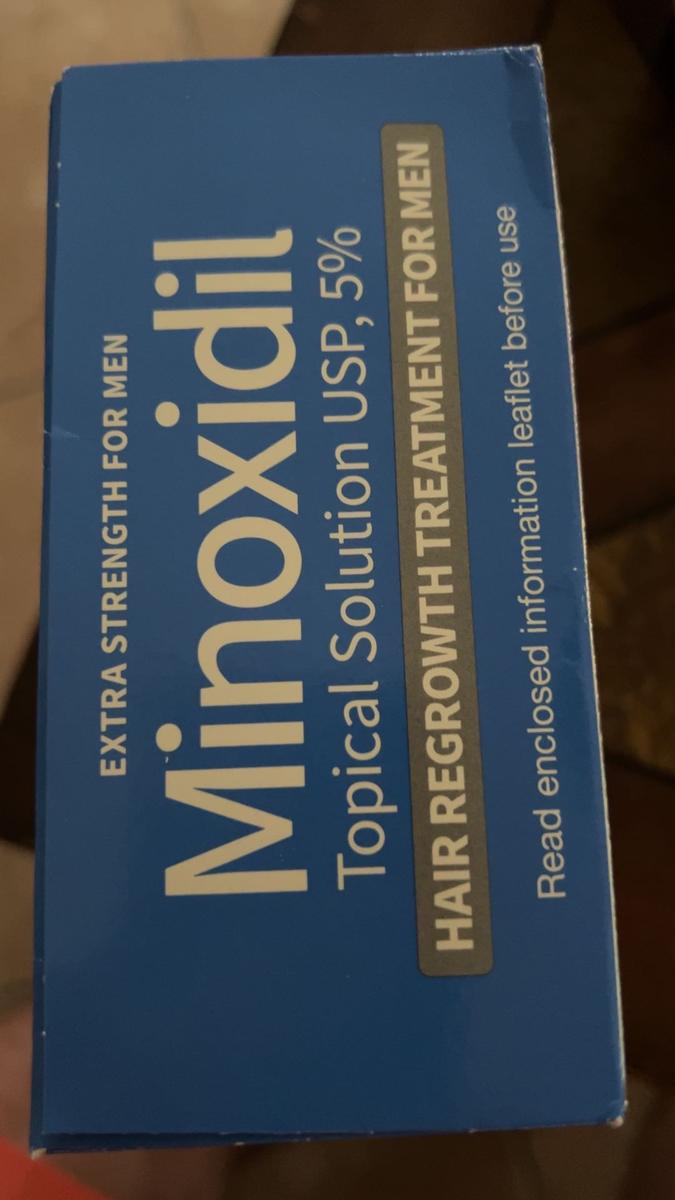 EXTRA STRENGTH FOR MEN
Minoxidil
Topical Solution USP, 5%
HAIR REGROWTH TREATMENT FOR MEN
Read enclosed information leaflet before use